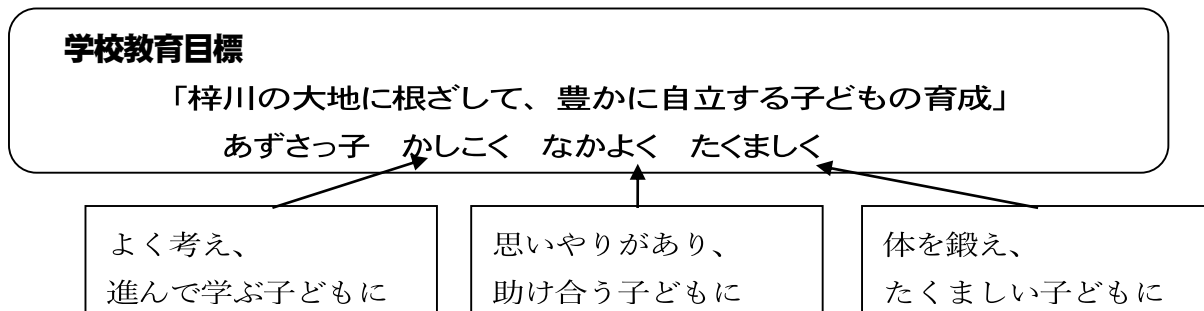 学校教育目標
「梓川の大地に根ざして、豊かに自立する子どもの育成」
あずさっ子　かしこく　なかよく　たくましく
よく考え、
進んで学ぶ子どもに
思いやりがあり、
助け合う子どもに
体を鍛え、
たくましい子どもに